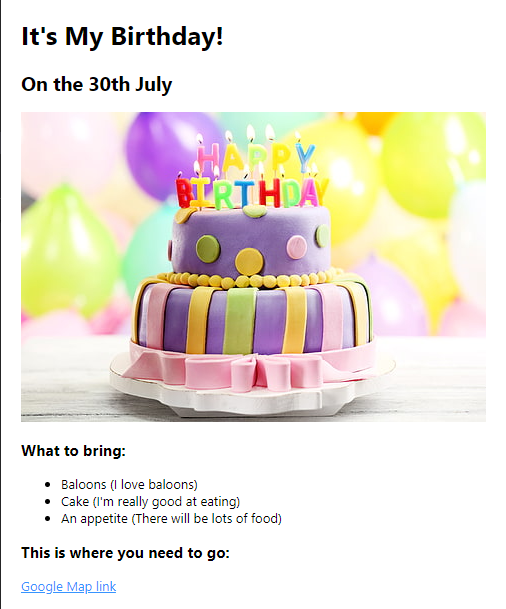 It's My Birthday!
On the 30th July
HAPPY
BIRTHDAY
What to bring:
Baloons (I love baloons)
Cake (I'm really good at eating)
An appetite (There will be lots of food)
This is where you need to go:
Google Map link